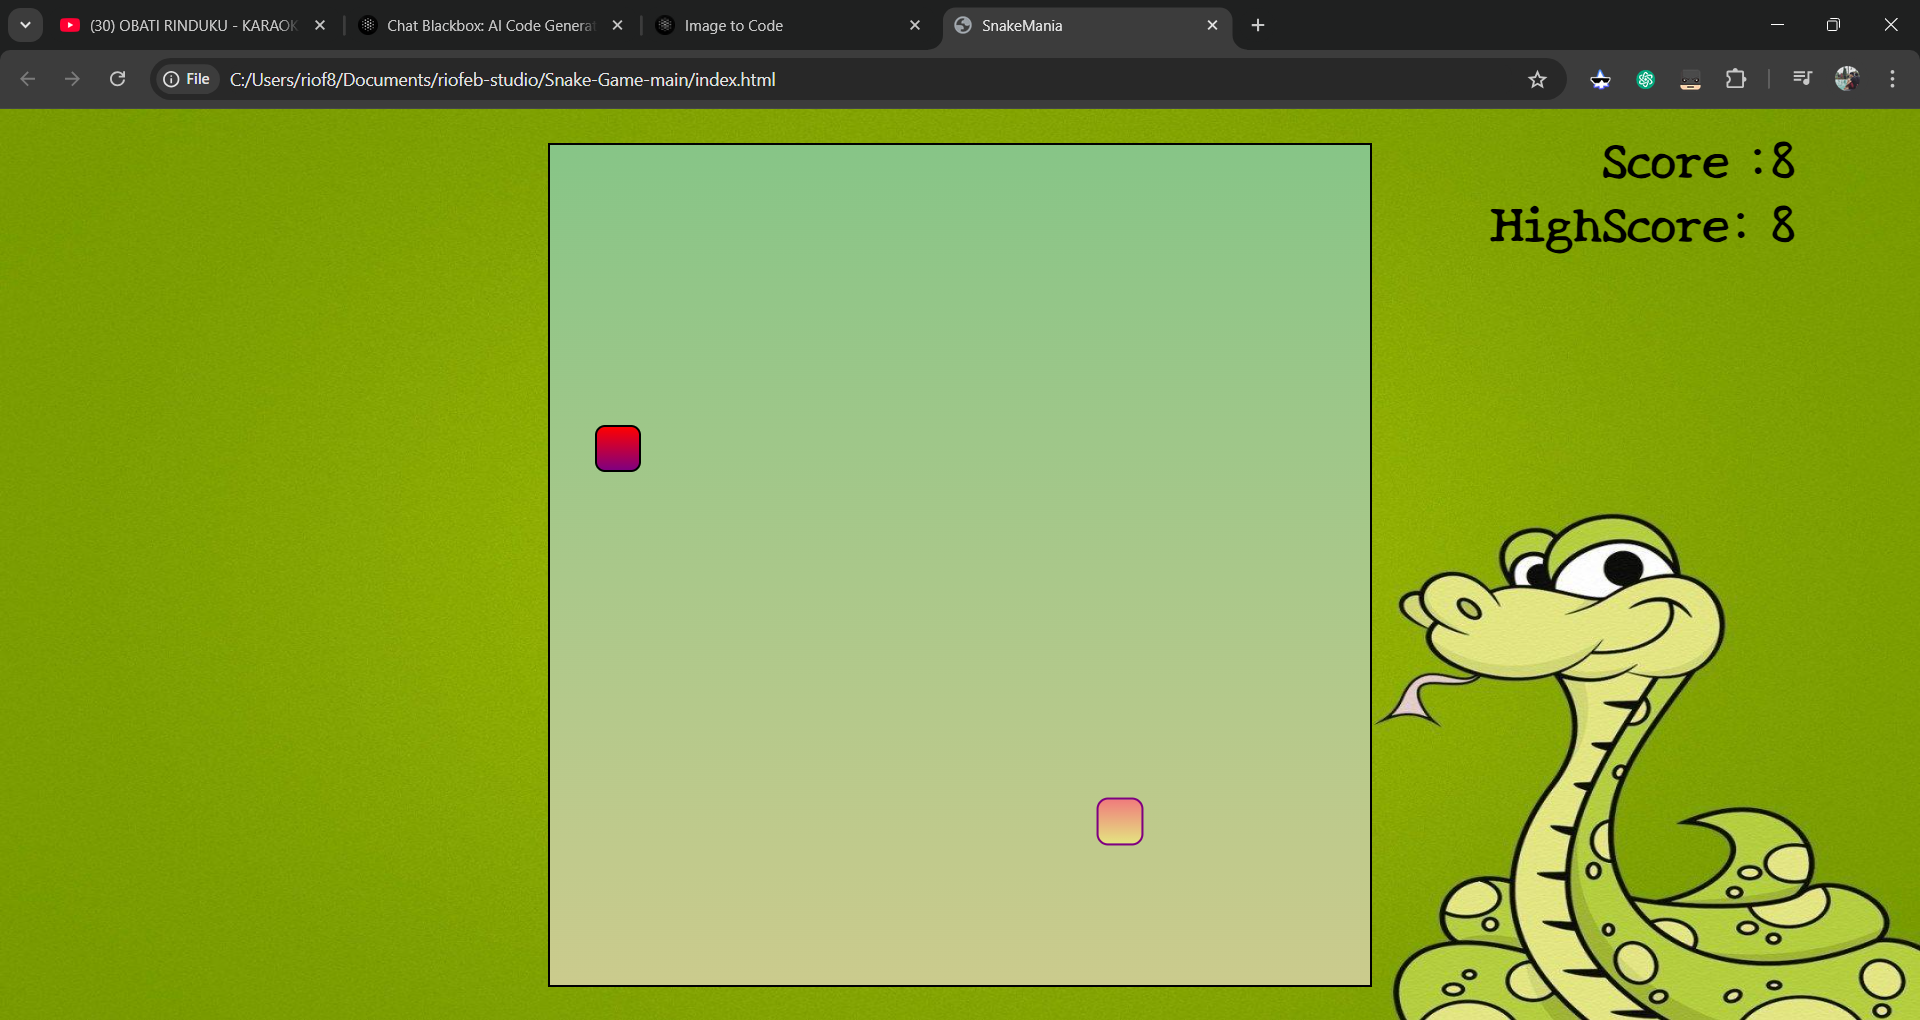 (30) OBATI RINDUKU - KARAOK
Chat Blackbox: AI Code Genera
Image to Code
SnakeMania
File
C:/Users/riof8/Documents/riofeb-studio/Snake-Game-main/index.html
Score :8
HighScore: 8